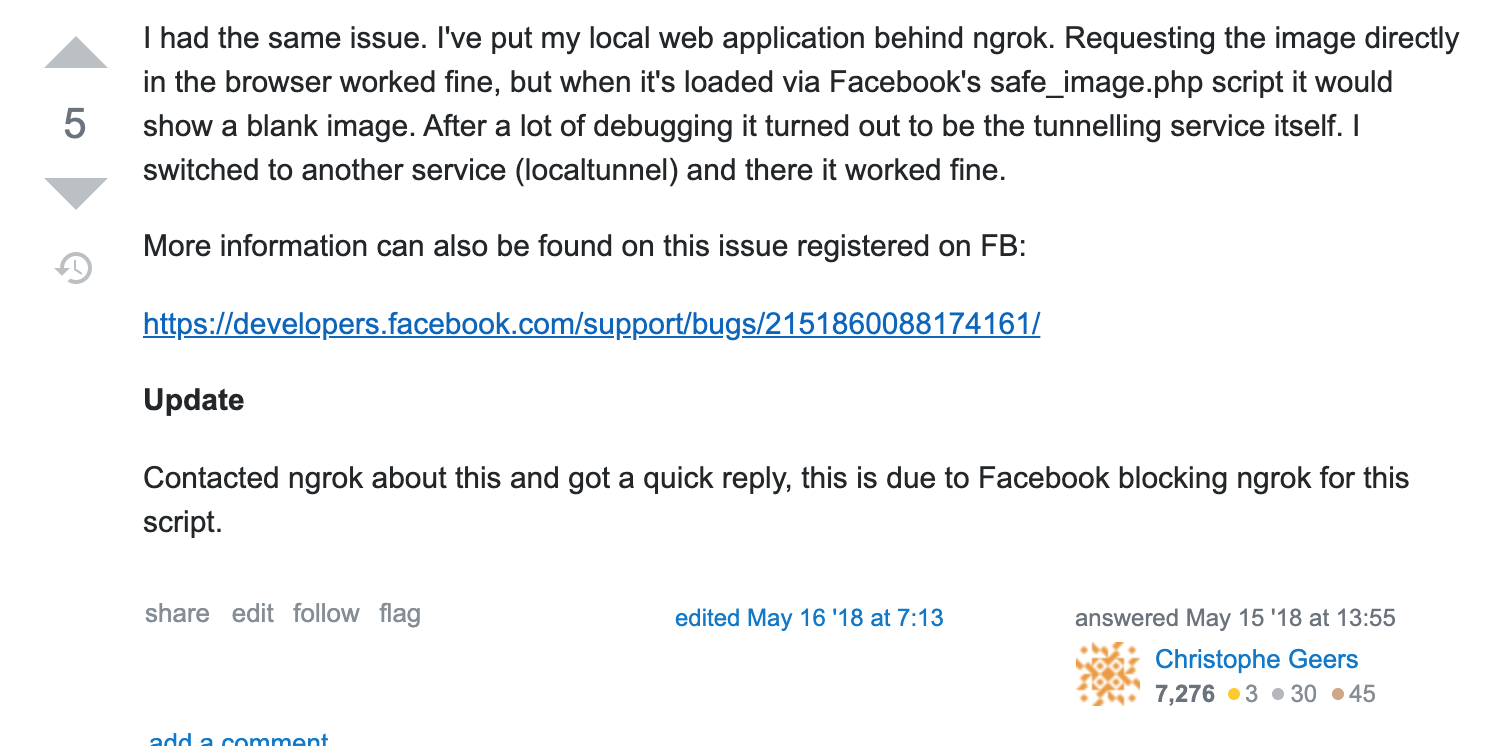 I had the same issue. I've put my local web application behind ngrok. Requesting the image directly
in the browser worked fine, but when it's loaded via Facebook's safe_image.php script it would
show a blank image. After a lot of debugging it turned out to be the tunnelling service itself. I
switched to another service (localtunnel) and there it worked fine.
5
More information can also be found on this issue registered on FB:
https://developers.facebook.com/support/bugs/2151860088174161/
Update
Contacted ngrok about this and got a quick reply, this is due to Facebook blocking ngrok for this
script.
share edit follow flag
edited May 16 '18 at 7:13
answered May 15 '18 at 13:55
Christophe Geers
7,276 3 30 45
add a comment